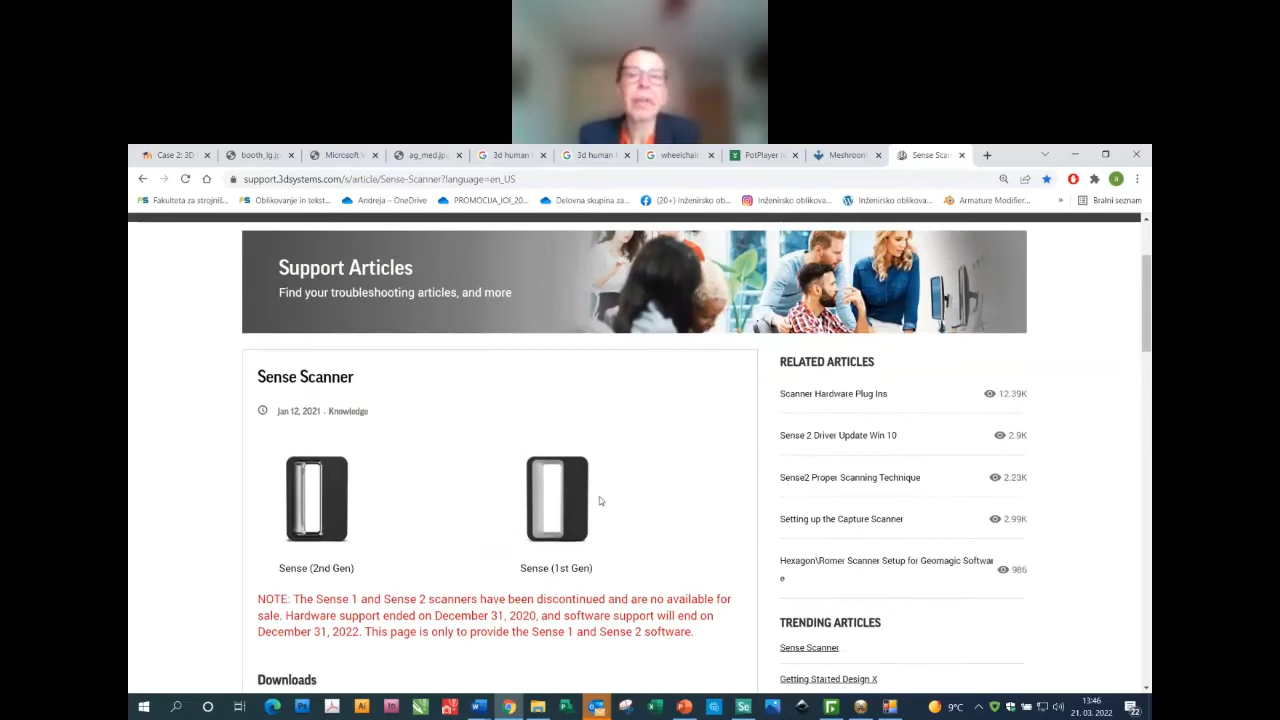 Case 2: 3D
booth_lg.jp
Microsoft
ag_med.jp
3d human
3d human
wheelchair
PotPlayer.
Meshroom
Sense Scan
support.3dsystems.com/s/article/Sense-Scanner?language=en_US
Fakulteta za strojniš...
Oblikovanje in tekst...
Andreja – OneDrive
PROMOCIJA_IOI_20...
Delovna skupina za...
(20+) Inženirsko ob...
Inženirsko oblikova...
Inženirsko oblikova...
Armature Modifier...
»
Bralni seznam
Support Articles
Find your troubleshooting articles, and more
Sense Scanner
Jan 12, 2021 . Knowledge
Sense (2nd Gen)
Sense (1st Gen)
NOTE: The Sense 1 and Sense 2 scanners have been discontinued and are no available for
sale. Hardware support ended on December 31, 2020, and software support will end on
December 31, 2022. This page is only to provide the Sense 1 and Sense 2 software.
Downloads
RELATED ARTICLES
Scanner Hardware Plug Ins
12.39K
Sense 2 Driver Update Win 10
2.9K
Sense2 Proper Scanning Technique
2.23K
Setting up the Capture Scanner
2.99K
Hexagon\Romer Scanner Setup for Geomagic Softwar
e
986
TRENDING ARTICLES
Sense Scanner
Getting Started Design X
9°C
13:46
21. 03. 2022
22